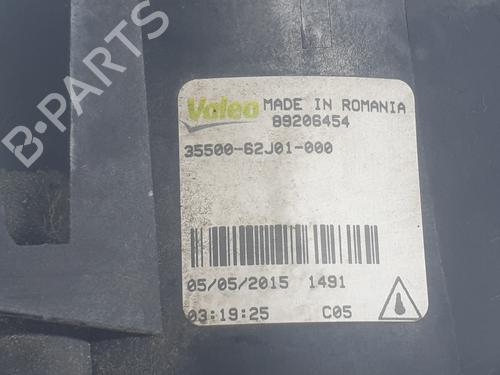 B-PARTS
Valeo MADE IN ROMANIA
89206454
35500-62J01-000
05/05/2015 1491
03:19:25 C05